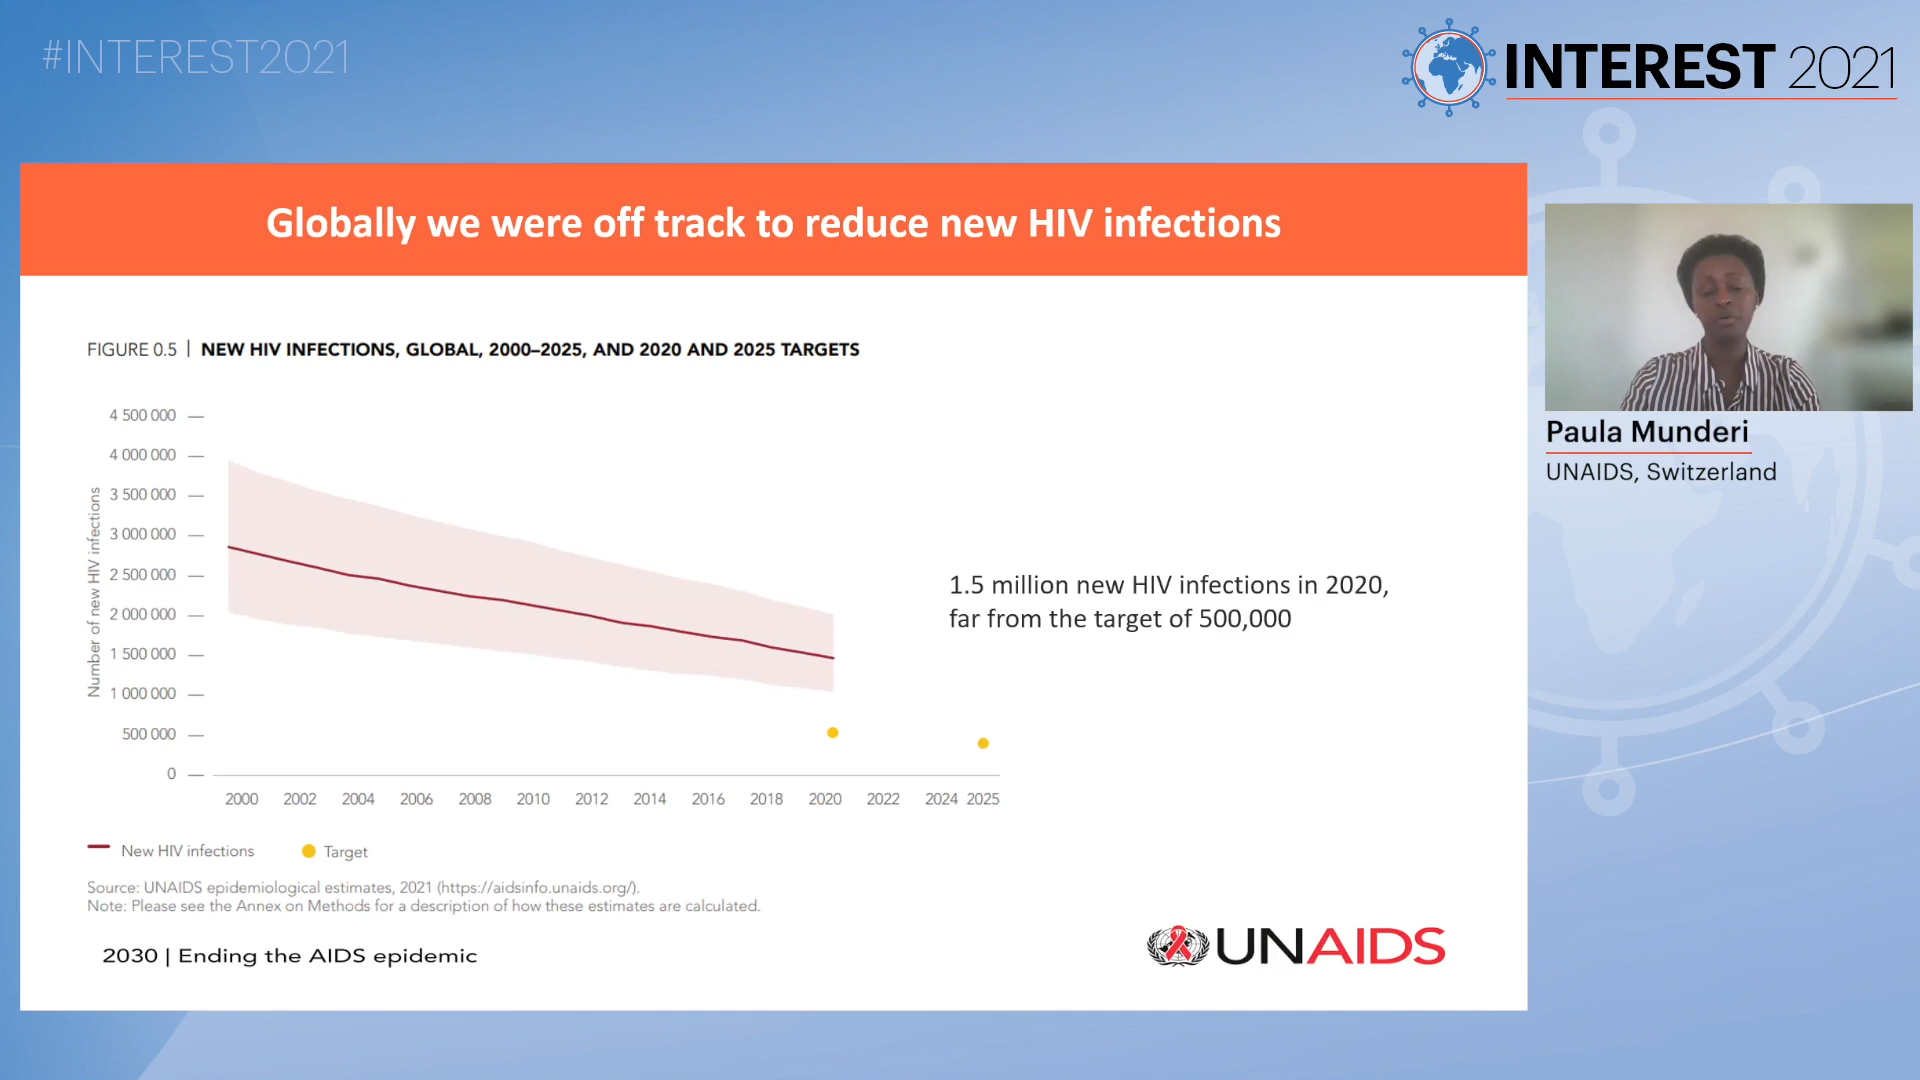 #INTEREST2021
INTEREST 2021
Globally we were off track to reduce new HIV infections
FIGURE 0.5 | NEW HIV INFECTIONS, GLOBAL, 2000–2025, AND 2020 AND 2025 TARGETS
Number of new HIV infections
4 500 000
4 000 000
3 500 000
3 000 000
2 500 000
2 000 000
1 500 000
1 000 000
500 000
0
2000 2002 2004 2006 2008 2010 2012 2014 2016 2018 2020 2022 2024 2025
New HIV infections Target
Source: UNAIDS epidemiological estimates, 2021 (https://aidsinfo.unaids.org/).
Note: Please see the Annex on Methods for a description of how these estimates are calculated.
1.5 million new HIV infections in 2020,
far from the target of 500,000
2030 | Ending the AIDS epidemic
UNAIDS
Paula Munderi
UNAIDS, Switzerland